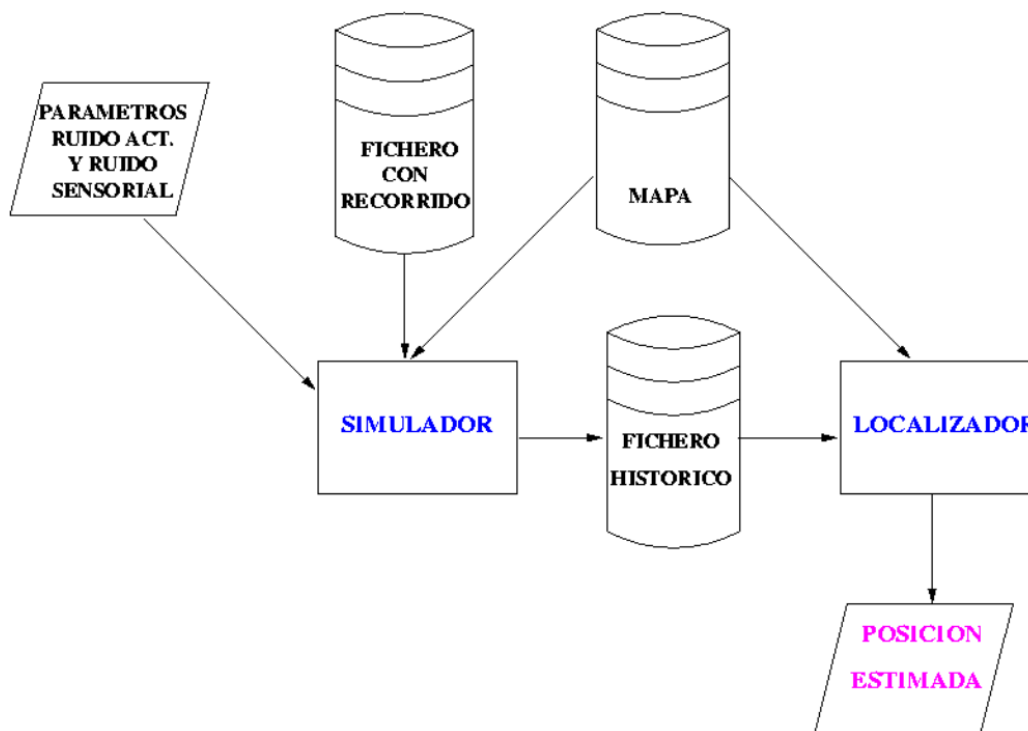 PARAMETROS
RUIDO ACT.
Y RUIDO
SENSORIAL
FICHERO
CON
RECORRIDO
MAPA
SIMULADOR
FICHERO
HISTORICO
LOCALIZADOR
POSICION
ESTIMADA